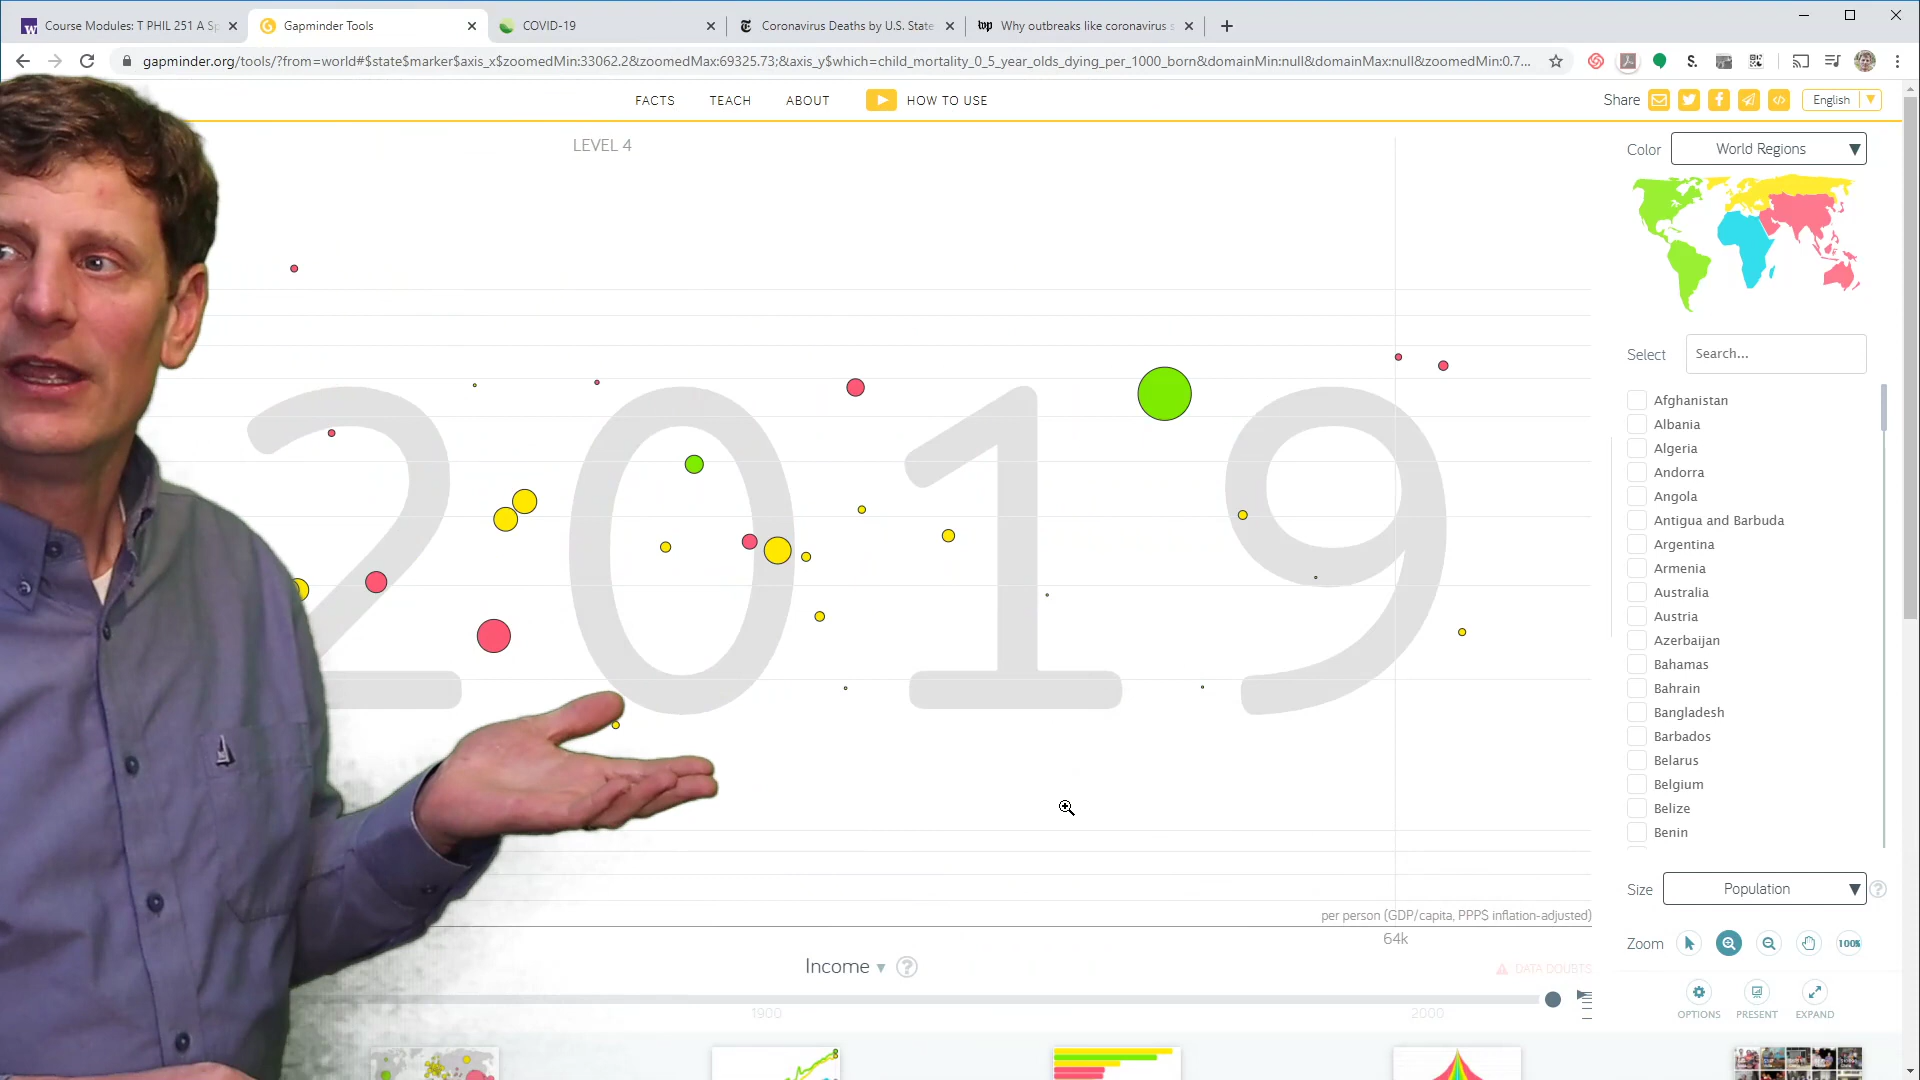 Course Modules: T PHIL 251 A Sp
Gapminder Tools
COVID-19
Coronavirus Deaths by U.S. State
wp Why outbreaks like coronavirus s
gapminder.org/tools/?from=world#$state$marker$axis_x$zoomedMin:33062.2&zoomedMax:69325.73;&axis_y$which=child_mortality_0_5_year_olds_dying_per_1000_born&domainMin:null&domainMax:null&zoomedMin:0.7...
FACTS
TEACH
ABOUT
HOW TO USE
Share
English
LEVEL 4
Color
World Regions
2019
Select
Search...
Afghanistan
Albania
Algeria
Andorra
Angola
Antigua and Barbuda
Argentina
Armenia
Australia
Austria
Azerbaijan
Bahamas
Bahrain
Bangladesh
Barbados
Belarus
Belgium
Belize
Benin
Size
Population
?
per person (GDP/capita, PPP$ inflation-adjusted)
64k
Zoom
100%
Income
?
DATA DOUBTS
1900
2000
OPTIONS
PRESENT
EXPAND